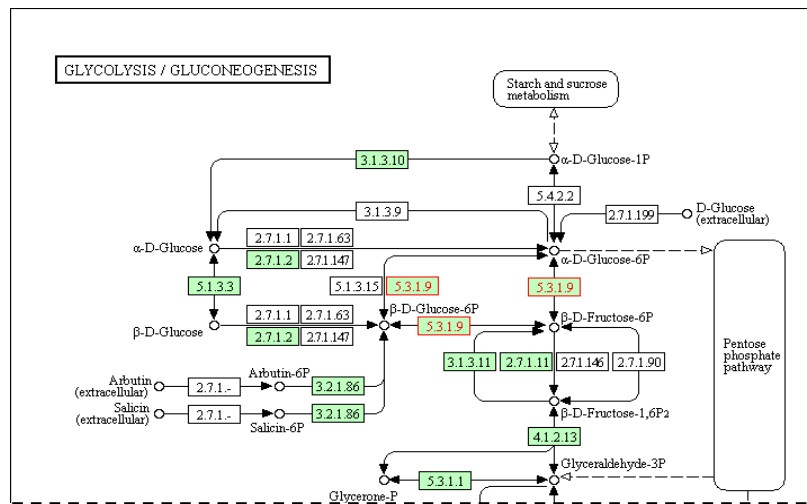 GLYCOLYSIS / GLUCONEOGENESIS
Starch and sucrose
metabolism
3.1.3.10
α-D-Glucose-1P
5.4.2.2
3.1.3.9
2.7.1.199
D-Glucose
(extracellular)
α-D-Glucose
2.7.1.1
2.7.1.63
2.7.1.2
2.7.1.147
α-D-Glucose-6P
5.1.3.3
5.1.3.15
5.3.1.9
5.3.1.9
β-D-Glucose-6P
β-D-Fructose-6P
β-D-Glucose
2.7.1.1
2.7.1.63
2.7.1.2
2.7.1.147
5.3.1.9
3.1.3.11
2.7.1.11
2.7.1.146
2.7.1.90
Pentose
phosphate
pathway
Arbutin
(extracellular)
2.7.1.-
Arbutin-6P
3.2.1.86
Salicin
(extracellular)
2.7.1.-
Salicin-6P
3.2.1.86
β-D-Fructose-1,6P2
4.1.2.13
Glyceraldehyde-3P
5.3.1.1
Glycerone-P